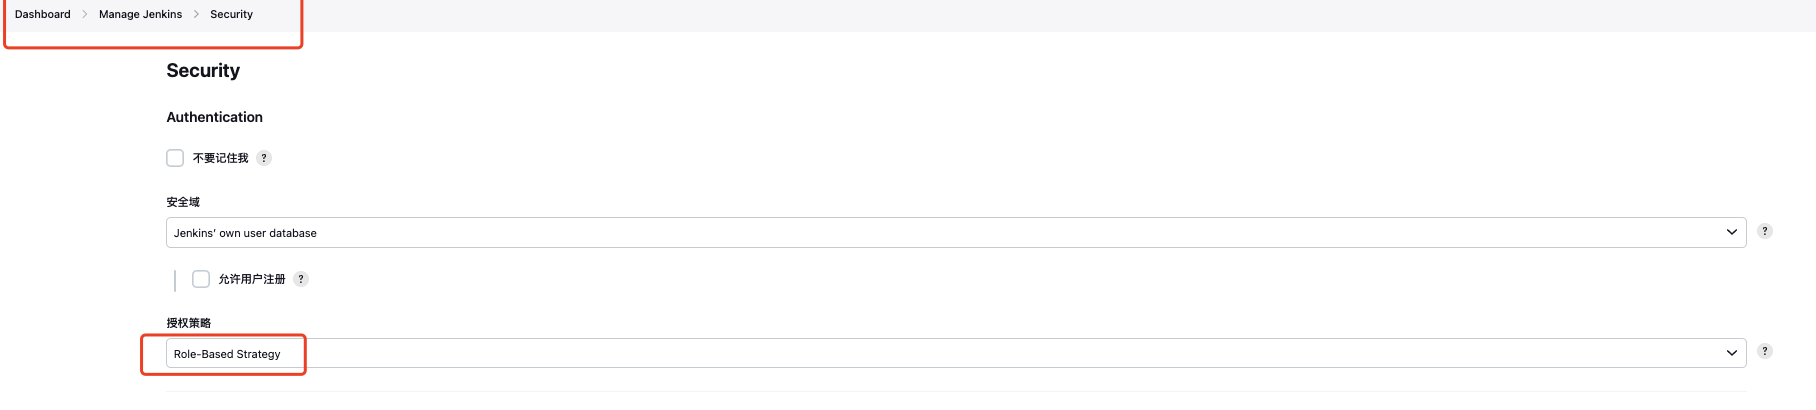 Dashboard > Manage Jenkins > Security
Security
Authentication
不要记住我 ?
安全域
Jenkins' own user database ?
允许用户注册 ?
授权策略
Role-Based Strategy ?